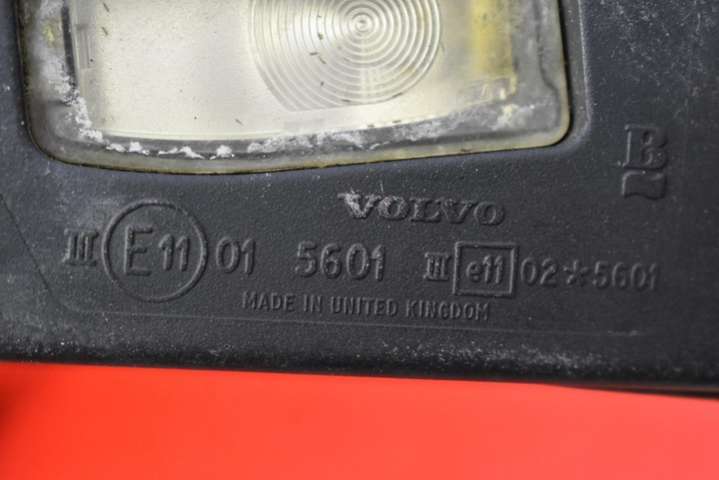 B
VOLVO
III E11 01 5601 III e11 02*5601
MADE IN UNITED KINGDOM